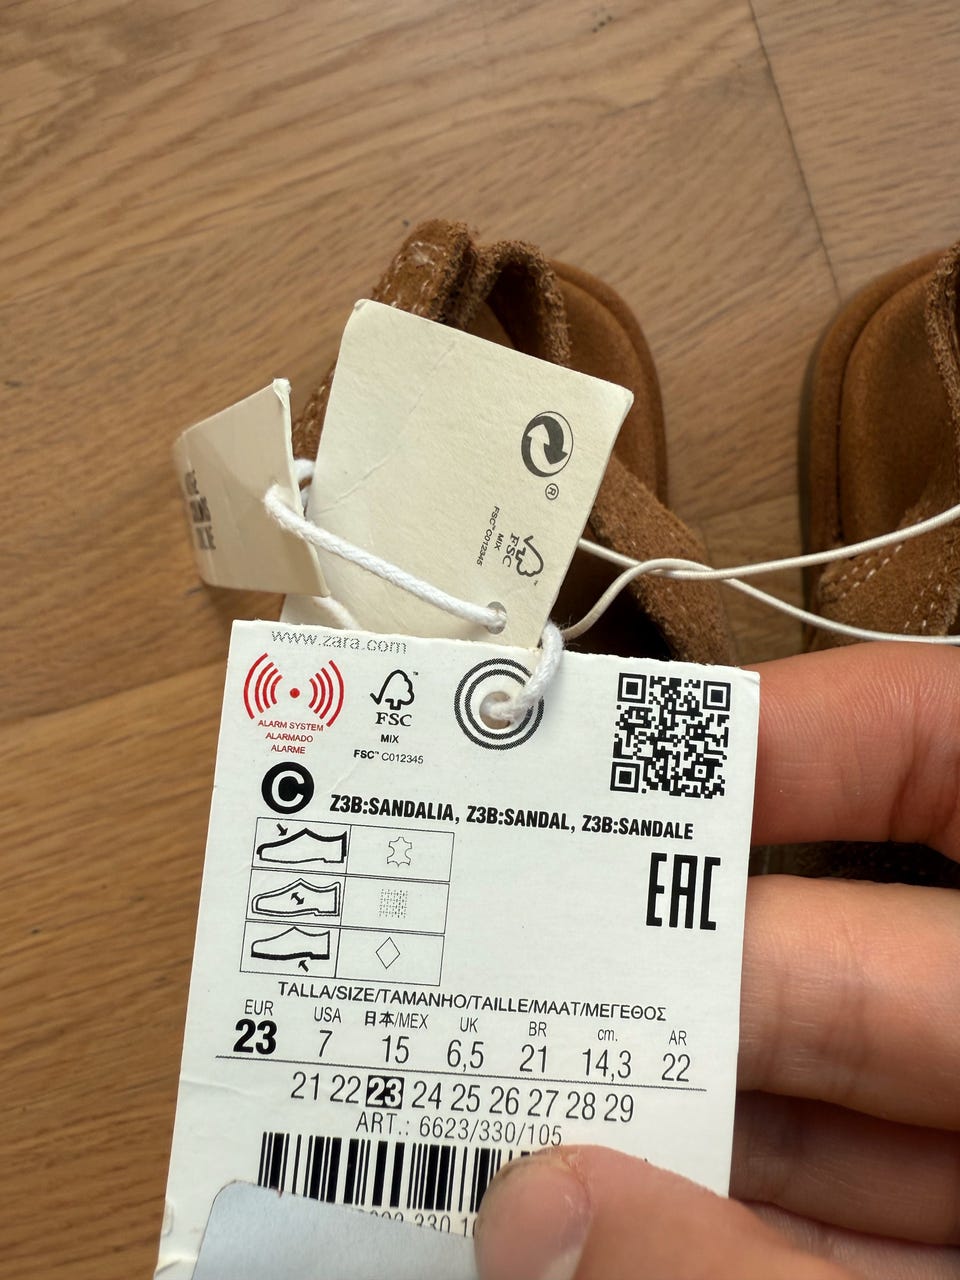 ®
FSC
MIX
FSC™ C012345
www.zara.com
ALARM SYSTEM
ALARMADO
ALARME
FSC™
MIX
FSC™ C012345
C
Z3B:SANDALIA, Z3B:SANDAL, Z3B:SANDALE
EAC
TALLA/SIZE/TAMANHO/TAILLE/MAAT/ΜΕΓΕΘΟΣ
EUR USA 日本/MEX UK BR cm. AR
23 7 15 6,5 21 14,3 22
21 22 23 24 25 26 27 28 29
ART.: 6623/330/105